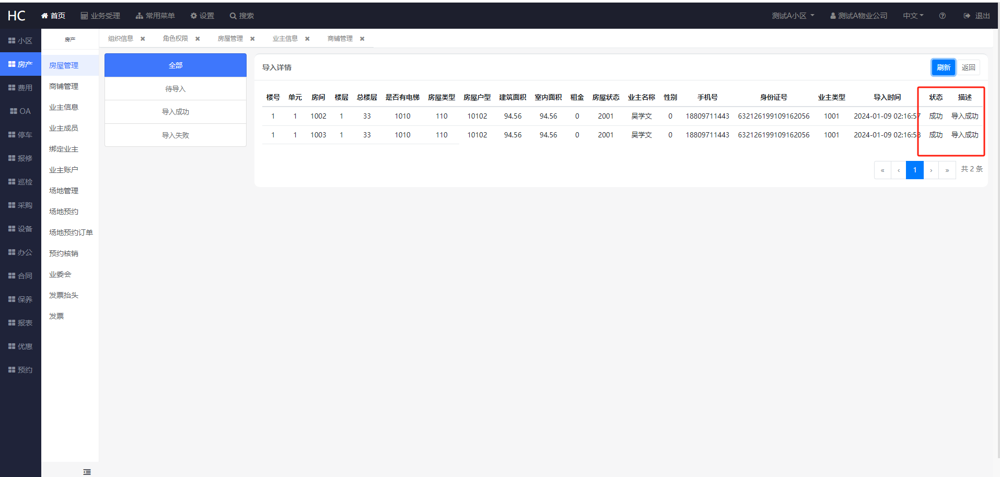 HC 首页 业务受理 常用菜单 设置 搜索 测试A小区 测试A物业公司 中文 退出
小区
房产
费用
OA
停车
报修
巡检
采购
设备
办公
合同
保养
报表
优惠
预约
房产
房屋管理
商铺管理
业主信息
业主成员
绑定业主
业主账户
场地管理
场地预约
场地预约订单
预约核销
业委会
发票抬头
发票
组织信息 × 角色权限 × 房屋管理 × 业主信息 × 商铺管理 ×
全部
待导入
导入成功
导入失败
导入详情 刷新 返回
楼号 单元 房间 楼层 总楼层 是否有电梯 房屋类型 房屋户型 建筑面积 室内面积 租金 房屋状态 业主名称 性别 手机号 身份证号 业主类型 导入时间 状态 描述
1 1 1002 1 33 1010 110 10102 94.56 94.56 0 2001 吴学文 0 18809711443 632126199109162056 1001 2024-01-09 02:16:57 成功 导入成功
1 1 1003 1 33 1010 110 10102 94.56 94.56 0 2001 吴学文 0 18809711443 632126199109162056 1001 2024-01-09 02:16:58 成功 导入成功
« ‹ 1 › » 共 2 条